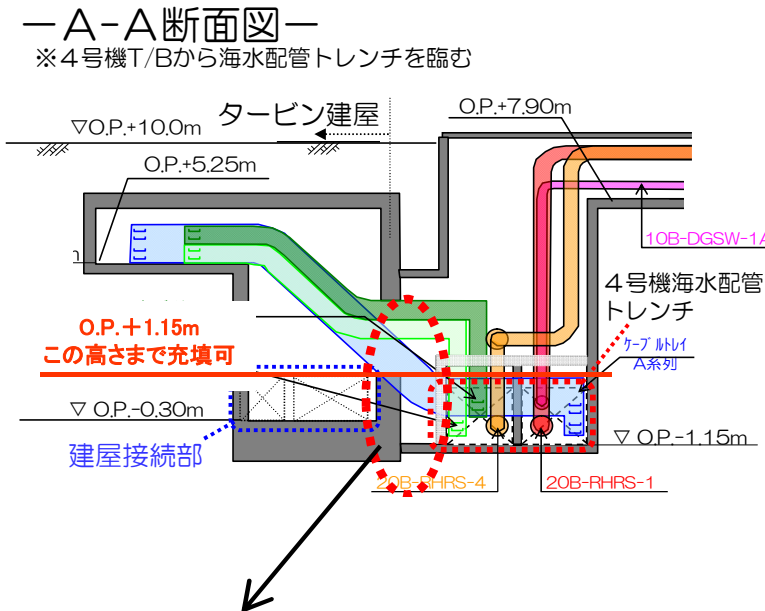 －A-A断面図－
※４号機T/Bから海水配管トレンチを臨む
タービン建屋
O.P.+7.90m
▽O.P.+10.0m
O.P.+5.25m
10B-DGSW-1A
４号機海水配管
トレンチ
O.P.＋1.15m
この高さまで充填可
ｹｰﾌﾞﾙﾄﾚｲ
A系列
▽ O.P.-0.30m
建屋接続部
▽ O.P.-1.15m
20B-RHRS-4
20B-RHRS-1